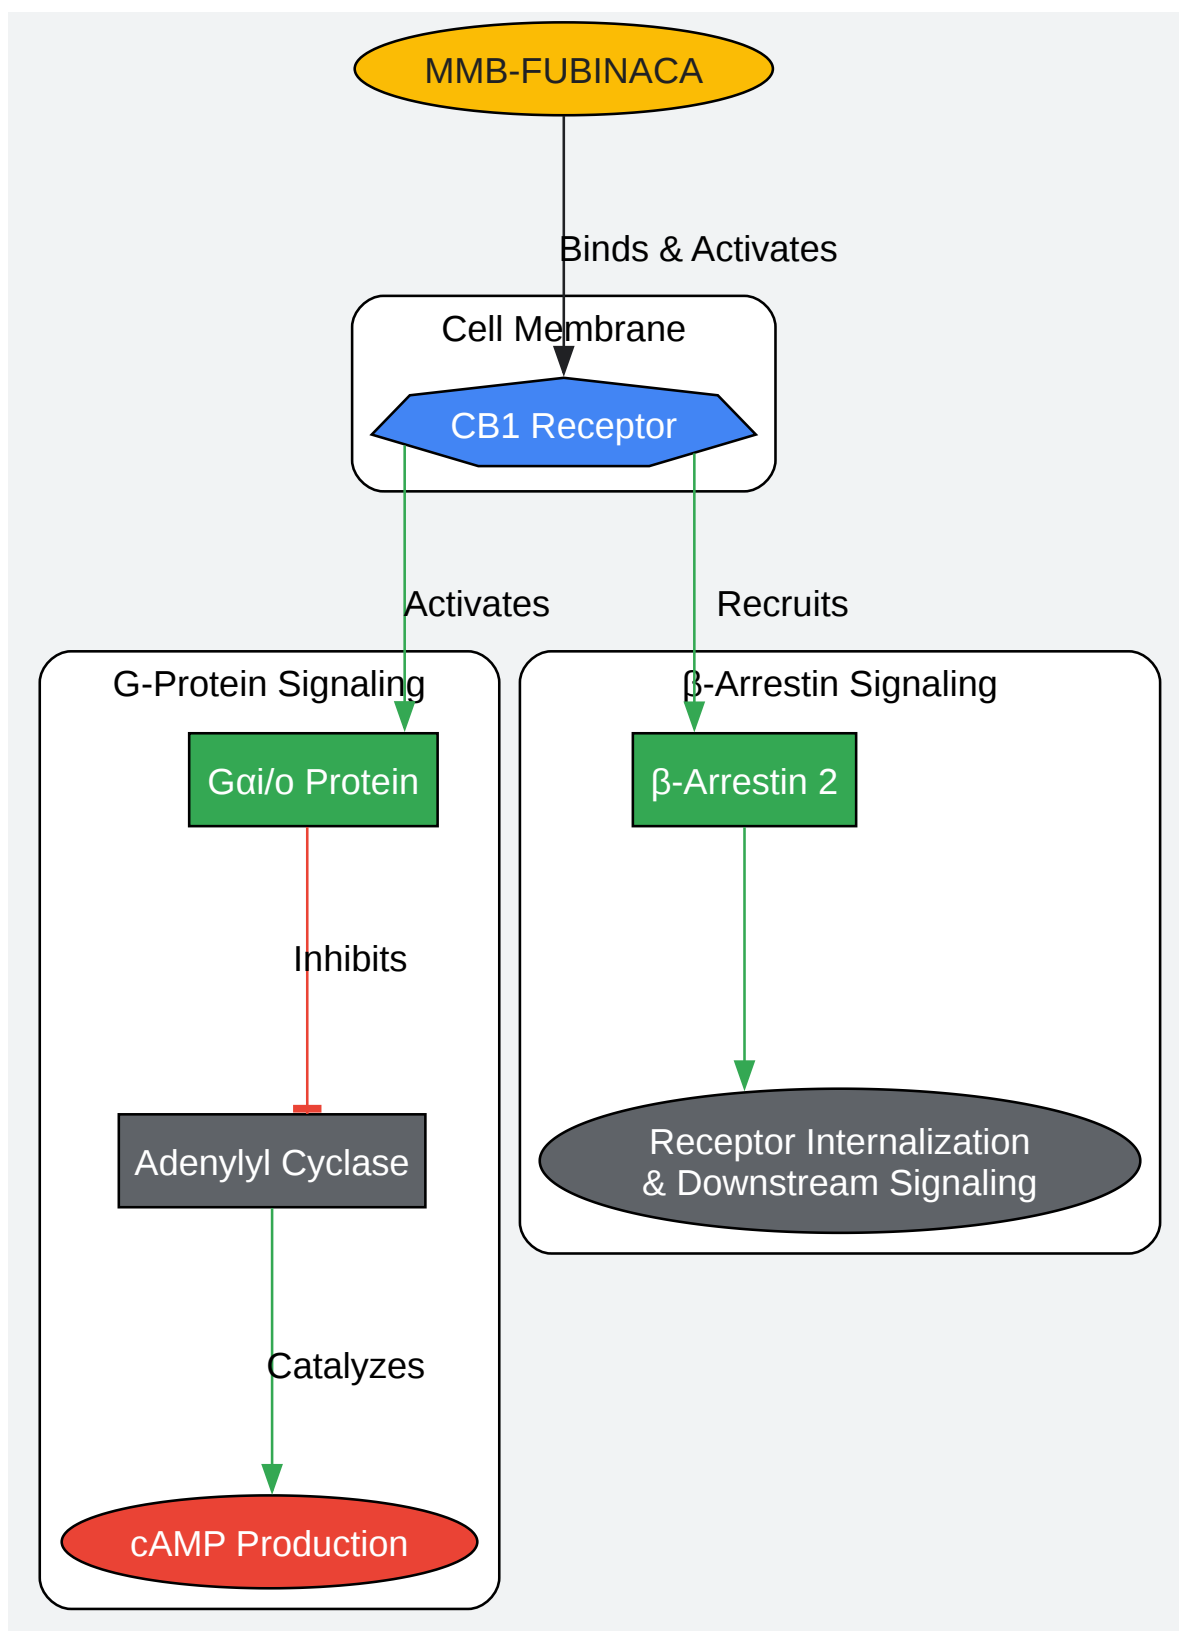 MMB-FUBINACA
Binds & Activates
Cell Membrane
CB1 Receptor
Activates
Recruits
G-Protein Signaling
β-Arrestin Signaling
Gαi/o Protein
β-Arrestin 2
Inhibits
Adenylyl Cyclase
Receptor Internalization
& Downstream Signaling
Catalyzes
cAMP Production